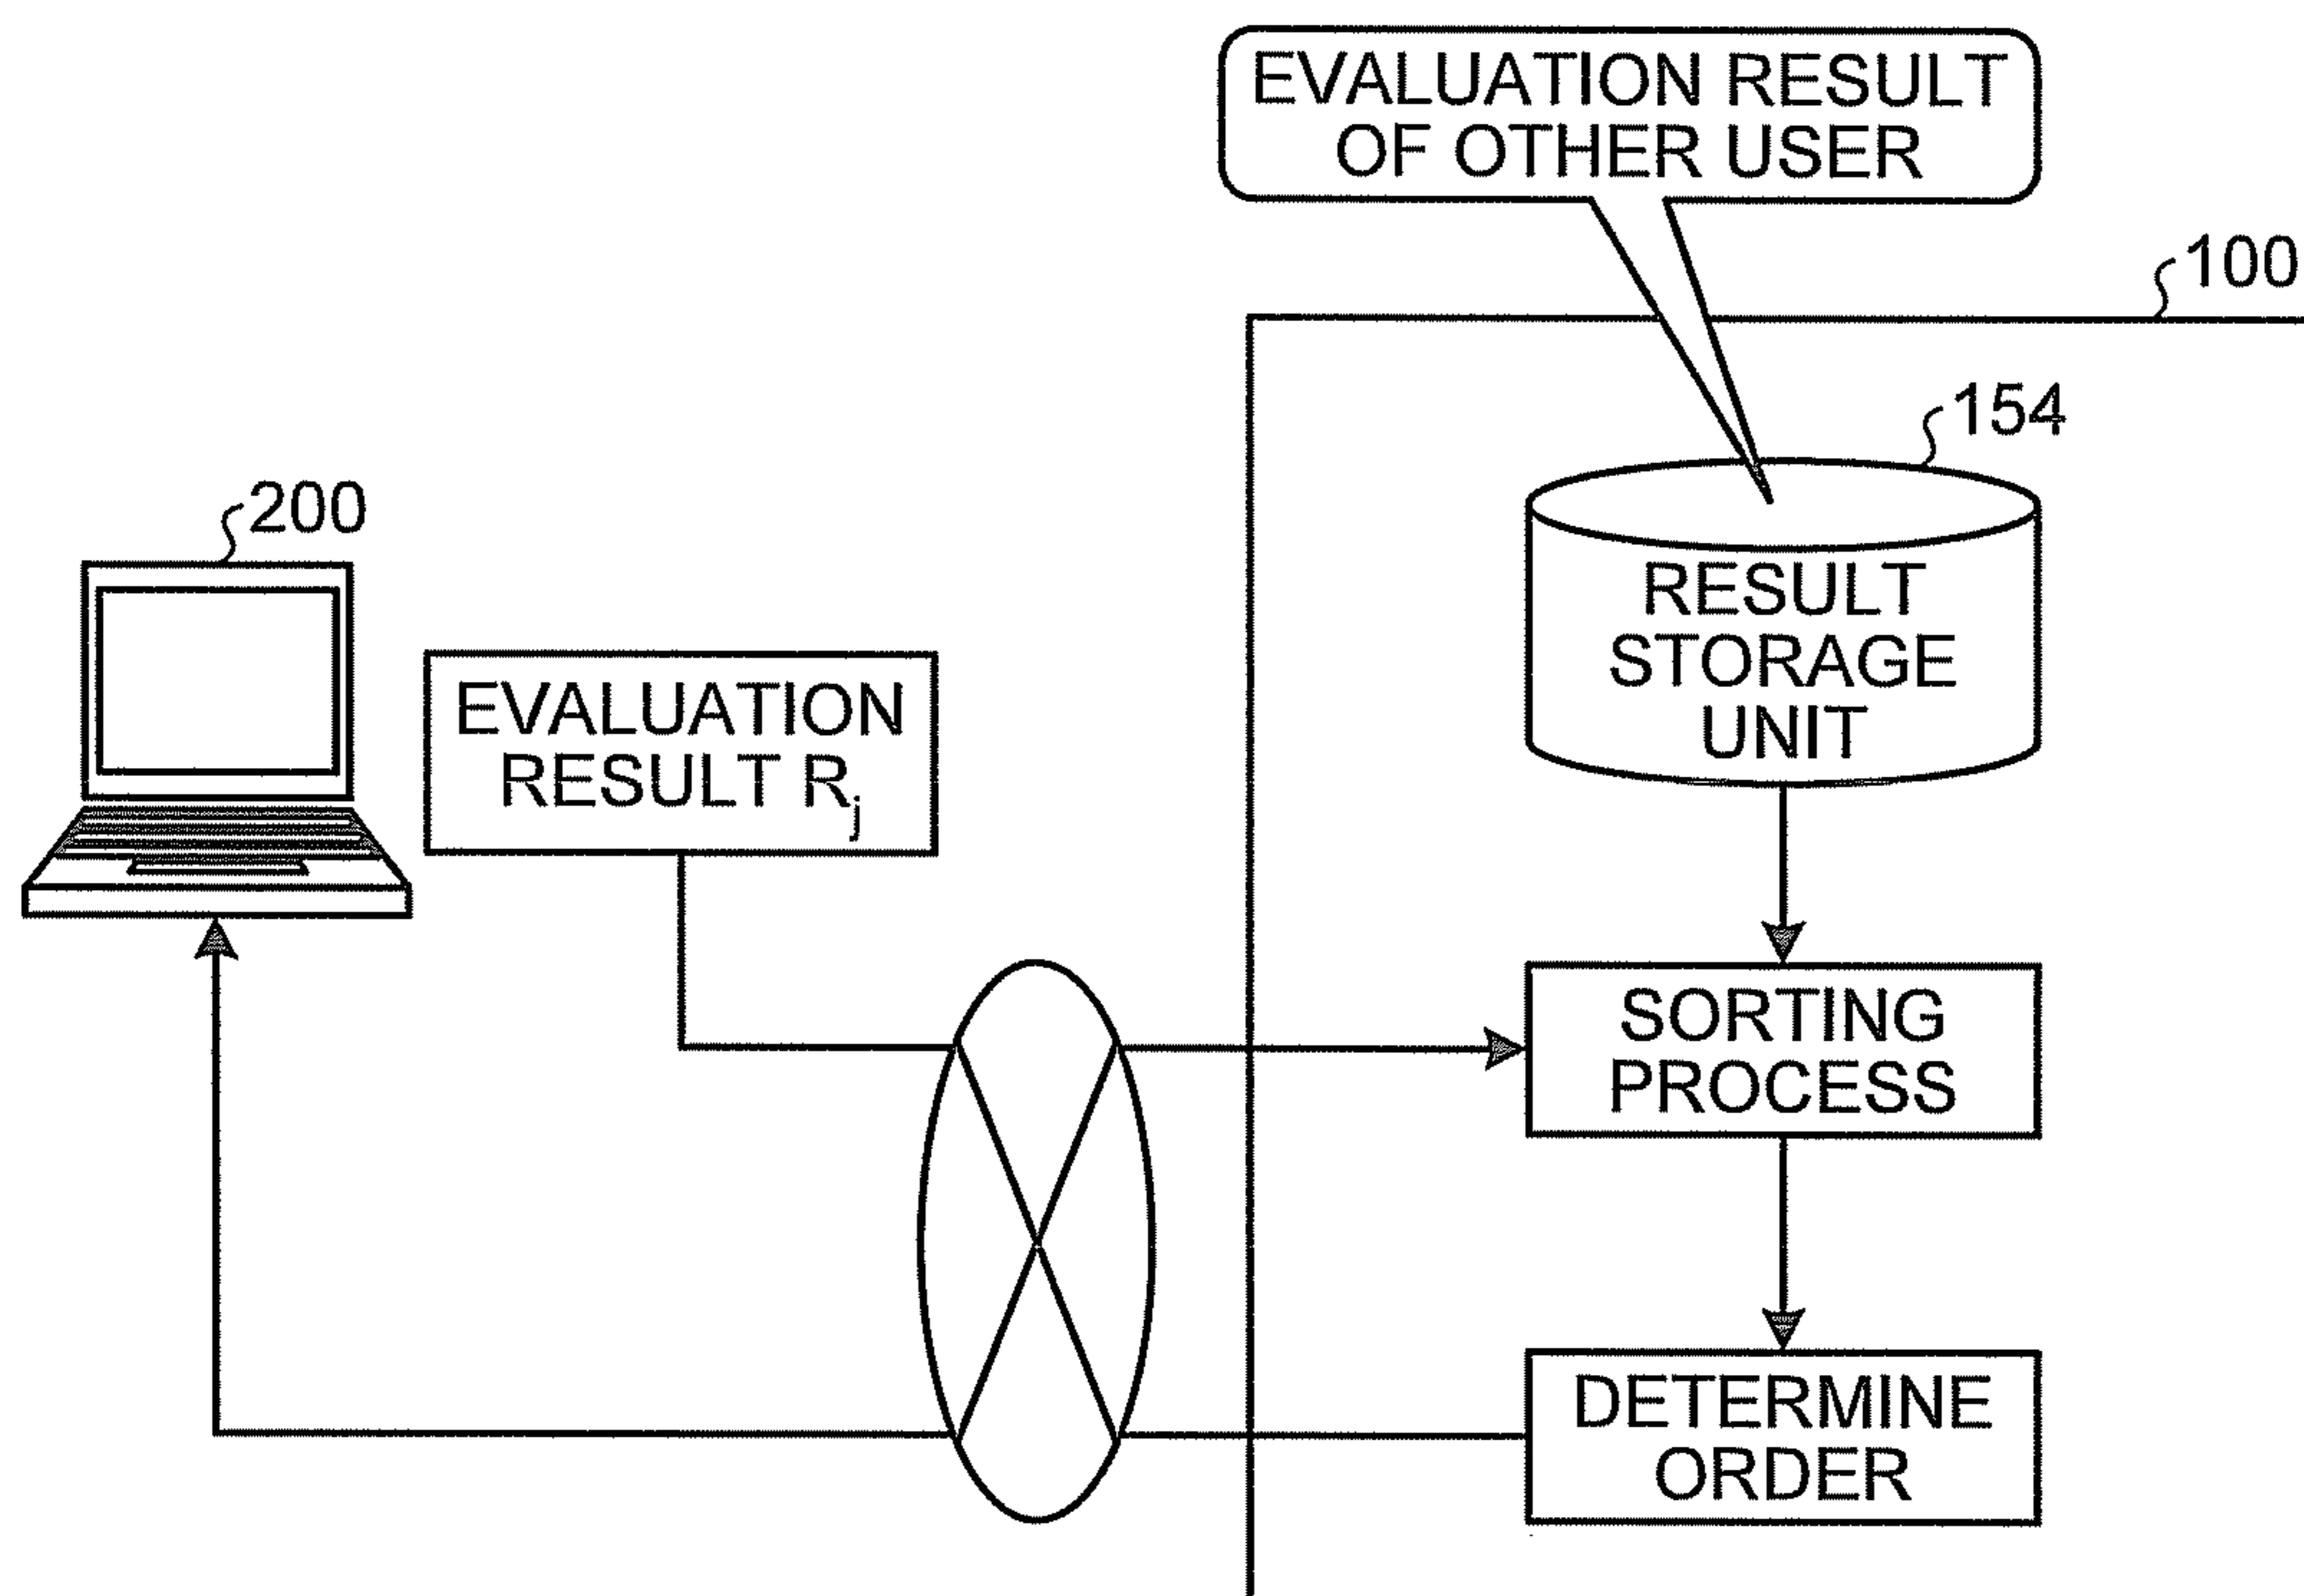 EVALUATION RESULT
OF OTHER USER
100
154
200
RESULT
STORAGE
UNIT
EVALUATION
RESULT Rj
SORTING
PROCESS
DETERMINE
ORDER